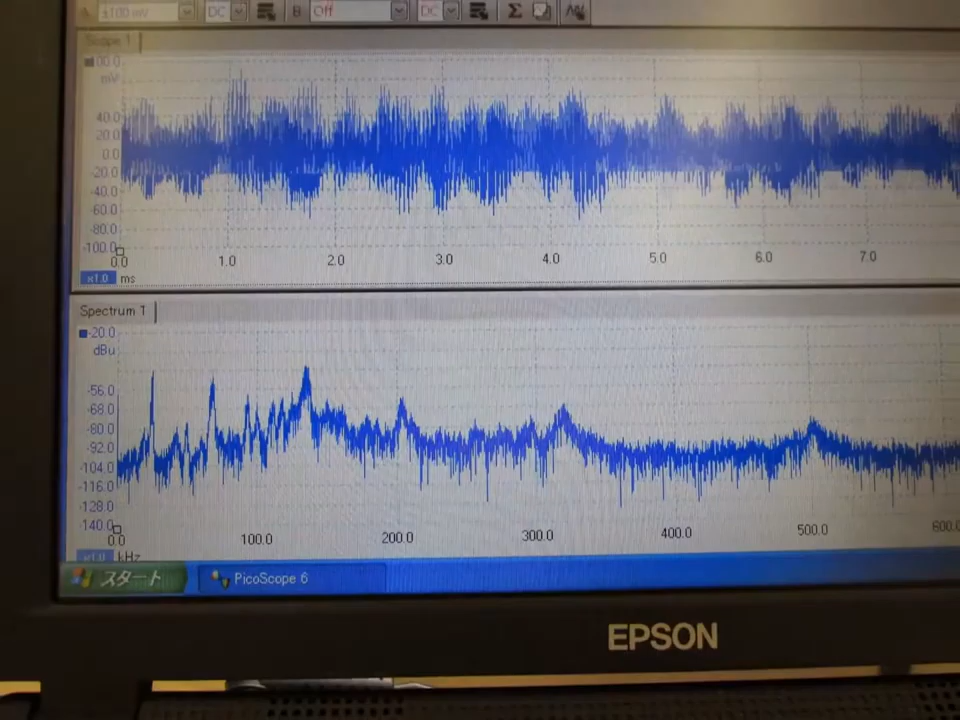 A ±100 mV DC B Off DC Σ
Scope 1
00.0
mV
40.0
20.0
0.0
-20.0
-40.0
-60.0
-80.0
-100.0
0.0 1.0 2.0 3.0 4.0 5.0 6.0 7.0
x1.0 ms
Spectrum 1
-20.0
dBu
-56.0
-68.0
-80.0
-92.0
-104.0
-116.0
-128.0
140.0
0.0 100.0 200.0 300.0 400.0 500.0 600.0
x1.0 kHz
スタート PicoScope 6
EPSON